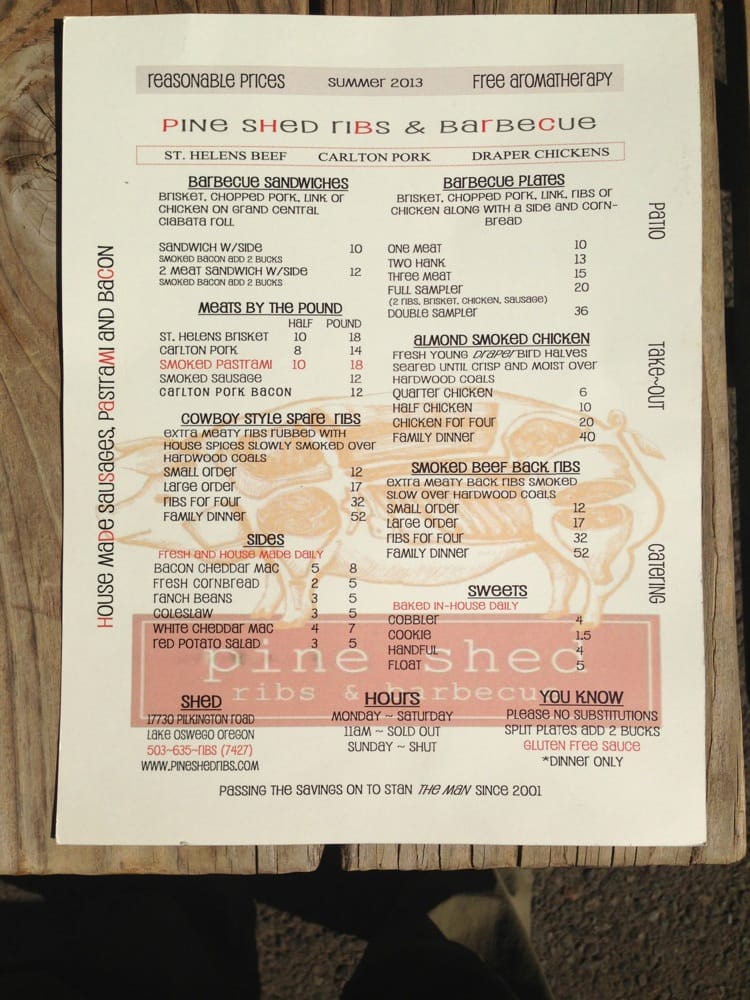 reasonable prices summer 2013 Free aromatherapy
PINE SHED RIBS & BARBECUE
ST. HELENS BEEF CARLTON PORK DRAPER CHICKENS
BARBECUE SANDWICHES
BRISKET, CHOPPED PORK, LINK OR
CHICKEN ON GRAND CENTRAL
CIABATA ROLL
SANDWICH W/SIDE 10
SMOKED BACON ADD 2 BUCKS
2 MEAT SANDWICH W/SIDE 12
SMOKED BACON ADD 2 BUCKS
MEATS BY THE POUND
HALF POUND
ST. HELENS BRISKET 10 18
CARLTON PORK 8 14
SMOKED PASTRAMI 10 18
SMOKED SAUSAGE 12
CARLTON PORK BACON 12
COWBOY STYLE SPARE RIBS
EXTRA MEATY RIBS RUBBED WITH
HOUSE SPICES SLOWLY SMOKED OVER
HARDWOOD COALS
SMALL ORDER 12
LARGE ORDER 17
RIBS FOR FOUR 32
FAMILY DINNER 52
SIDES
FRESH AND HOUSE MADE DAILY
BACON CHEDDAR MAC 5 8
FRESH CORNBREAD 2 5
RANCH BEANS 3 5
COLESLAW 3 5
WHITE CHEDDAR MAC 4 7
RED POTATO SALAD 3 5
BARBECUE PLATES
BRISKET, CHOPPED PORK, LINK, RIBS OR
CHICKEN ALONG WITH A SIDE AND CORN-
BREAD
ONE MEAT 10
TWO HANK 13
THREE MEAT 15
FULL SAMPLER 20
(2 RIBS, BRISKET, CHICKEN, SAUSAGE)
DOUBLE SAMPLER 36
ALMOND SMOKED CHICKEN
FRESH YOUNG DRAPER BIRD HALVES
SEARED UNTIL CRISP AND MOIST OVER
HARDWOOD COALS
QUARTER CHICKEN 6
HALF CHICKEN 10
CHICKEN FOR FOUR 20
FAMILY DINNER 40
SMOKED BEEF BACK RIBS
EXTRA MEATY BACK RIBS SMOKED
SLOW OVER HARDWOOD COALS
SMALL ORDER 12
LARGE ORDER 17
RIBS FOR FOUR 32
FAMILY DINNER 52
SWEETS
BAKED IN-HOUSE DAILY
COBBLER 4
COOKIE 1.5
HANDFUL 4
FLOAT 5
pine shed
ribs & barbecue
SHED
17730 PILKINGTON ROAD
LAKE OSWEGO OREGON
503~635~RIBS (7427)
WWW.PINESHEDRIBS.COM
HOURS
MONDAY ~ SATURDAY
11AM ~ SOLD OUT
SUNDAY ~ SHUT
YOU KNOW
PLEASE NO SUBSTITUTIONS
SPLIT PLATES ADD 2 BUCKS
GLUTEN FREE SAUCE
*DINNER ONLY
PASSING THE SAVINGS ON TO STAN THE MAN SINCE 2001
HOUSE MADE SAUSAGES, PASTRAMI AND BACON
PATIO
TAKE~OUT
CATERING